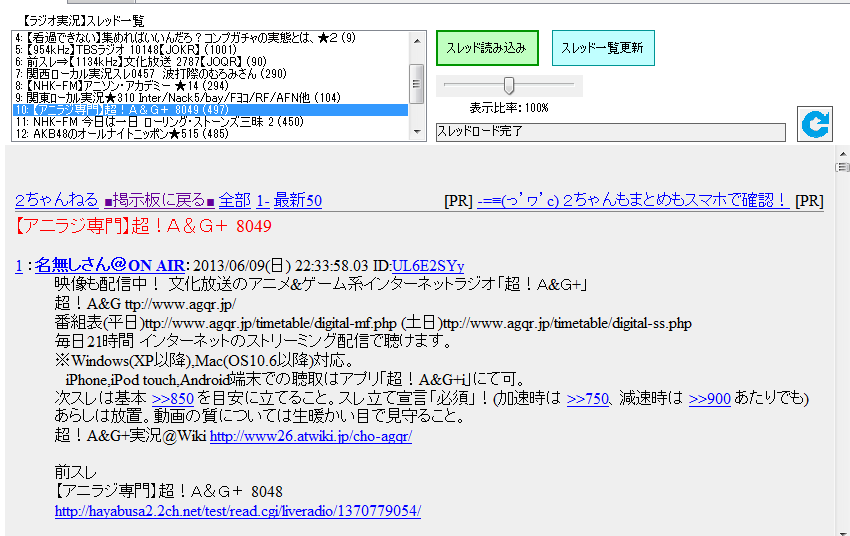 【ラジオ実況】スレッド一覧
4: 【看過できない】集めればいいんだろ？コンプガチャの実態とは、★2 (9)
5: 【954kHz】TBSラジオ 10148【JOKR】 (1001)
6: 前スレ⇒【1134kHz】文化放送 2787【JOQR】 (90)
7: 関西ローカル実況スレ0457　波打際のむろみさん (290)
8: 【NHK-FM】アニソン・アカデミー ★14 (294)
9: 関東ローカル実況★310 Inter/Nack5/bay/Fヨコ/RF/AFN他 (104)
10: 【アニラジ専門】超！Ａ＆Ｇ＋ 8049 (497)
11: NHK-FM 今日は一日 ローリング・ストーンズ三昧 2 (450)
12: AKB48のオールナイトニッポン★515 (485)
スレッド読み込み
スレッド一覧更新
表示比率：100%
スレッドロード完了
２ちゃんねる ■掲示板に戻る■ 全部 1- 最新50 [PR] -=≡(っ’ヮ’c) ２ちゃんもまとめもスマホで確認！ [PR]
【アニラジ専門】超！Ａ＆Ｇ＋ 8049
1：名無しさん＠ON AIR：2013/06/09(日) 22:33:58.03 ID:UL6E2SYy
映像も配信中！ 文化放送のアニメ&ゲーム系インターネットラジオ「超！A&G+」
超！A&G ttp://www.agqr.jp/
番組表(平日)ttp://www.agqr.jp/timetable/digital-mf.php (土日)ttp://www.agqr.jp/timetable/digital-ss.php
毎日21時間 インターネットのストリーミング配信で聴けます。
※Windows(XP以降),Mac(OS10.6以降)対応。
iPhone,iPod touch,Android端末での聴取はアプリ「超！A&G+i」にて可。
次スレは基本 >>850 を目安に立てること。スレ立て宣言「必須」！(加速時は >>750、減速時は >>900 あたりでも)
あらしは放置。動画の質については生暖かい目で見守ること。
超！A&G+実況@Wiki http://www26.atwiki.jp/cho-agqr/
前スレ
【アニラジ専門】超！Ａ＆Ｇ＋ 8048
http://hayabusa2.2ch.net/test/read.cgi/liveradio/1370779054/